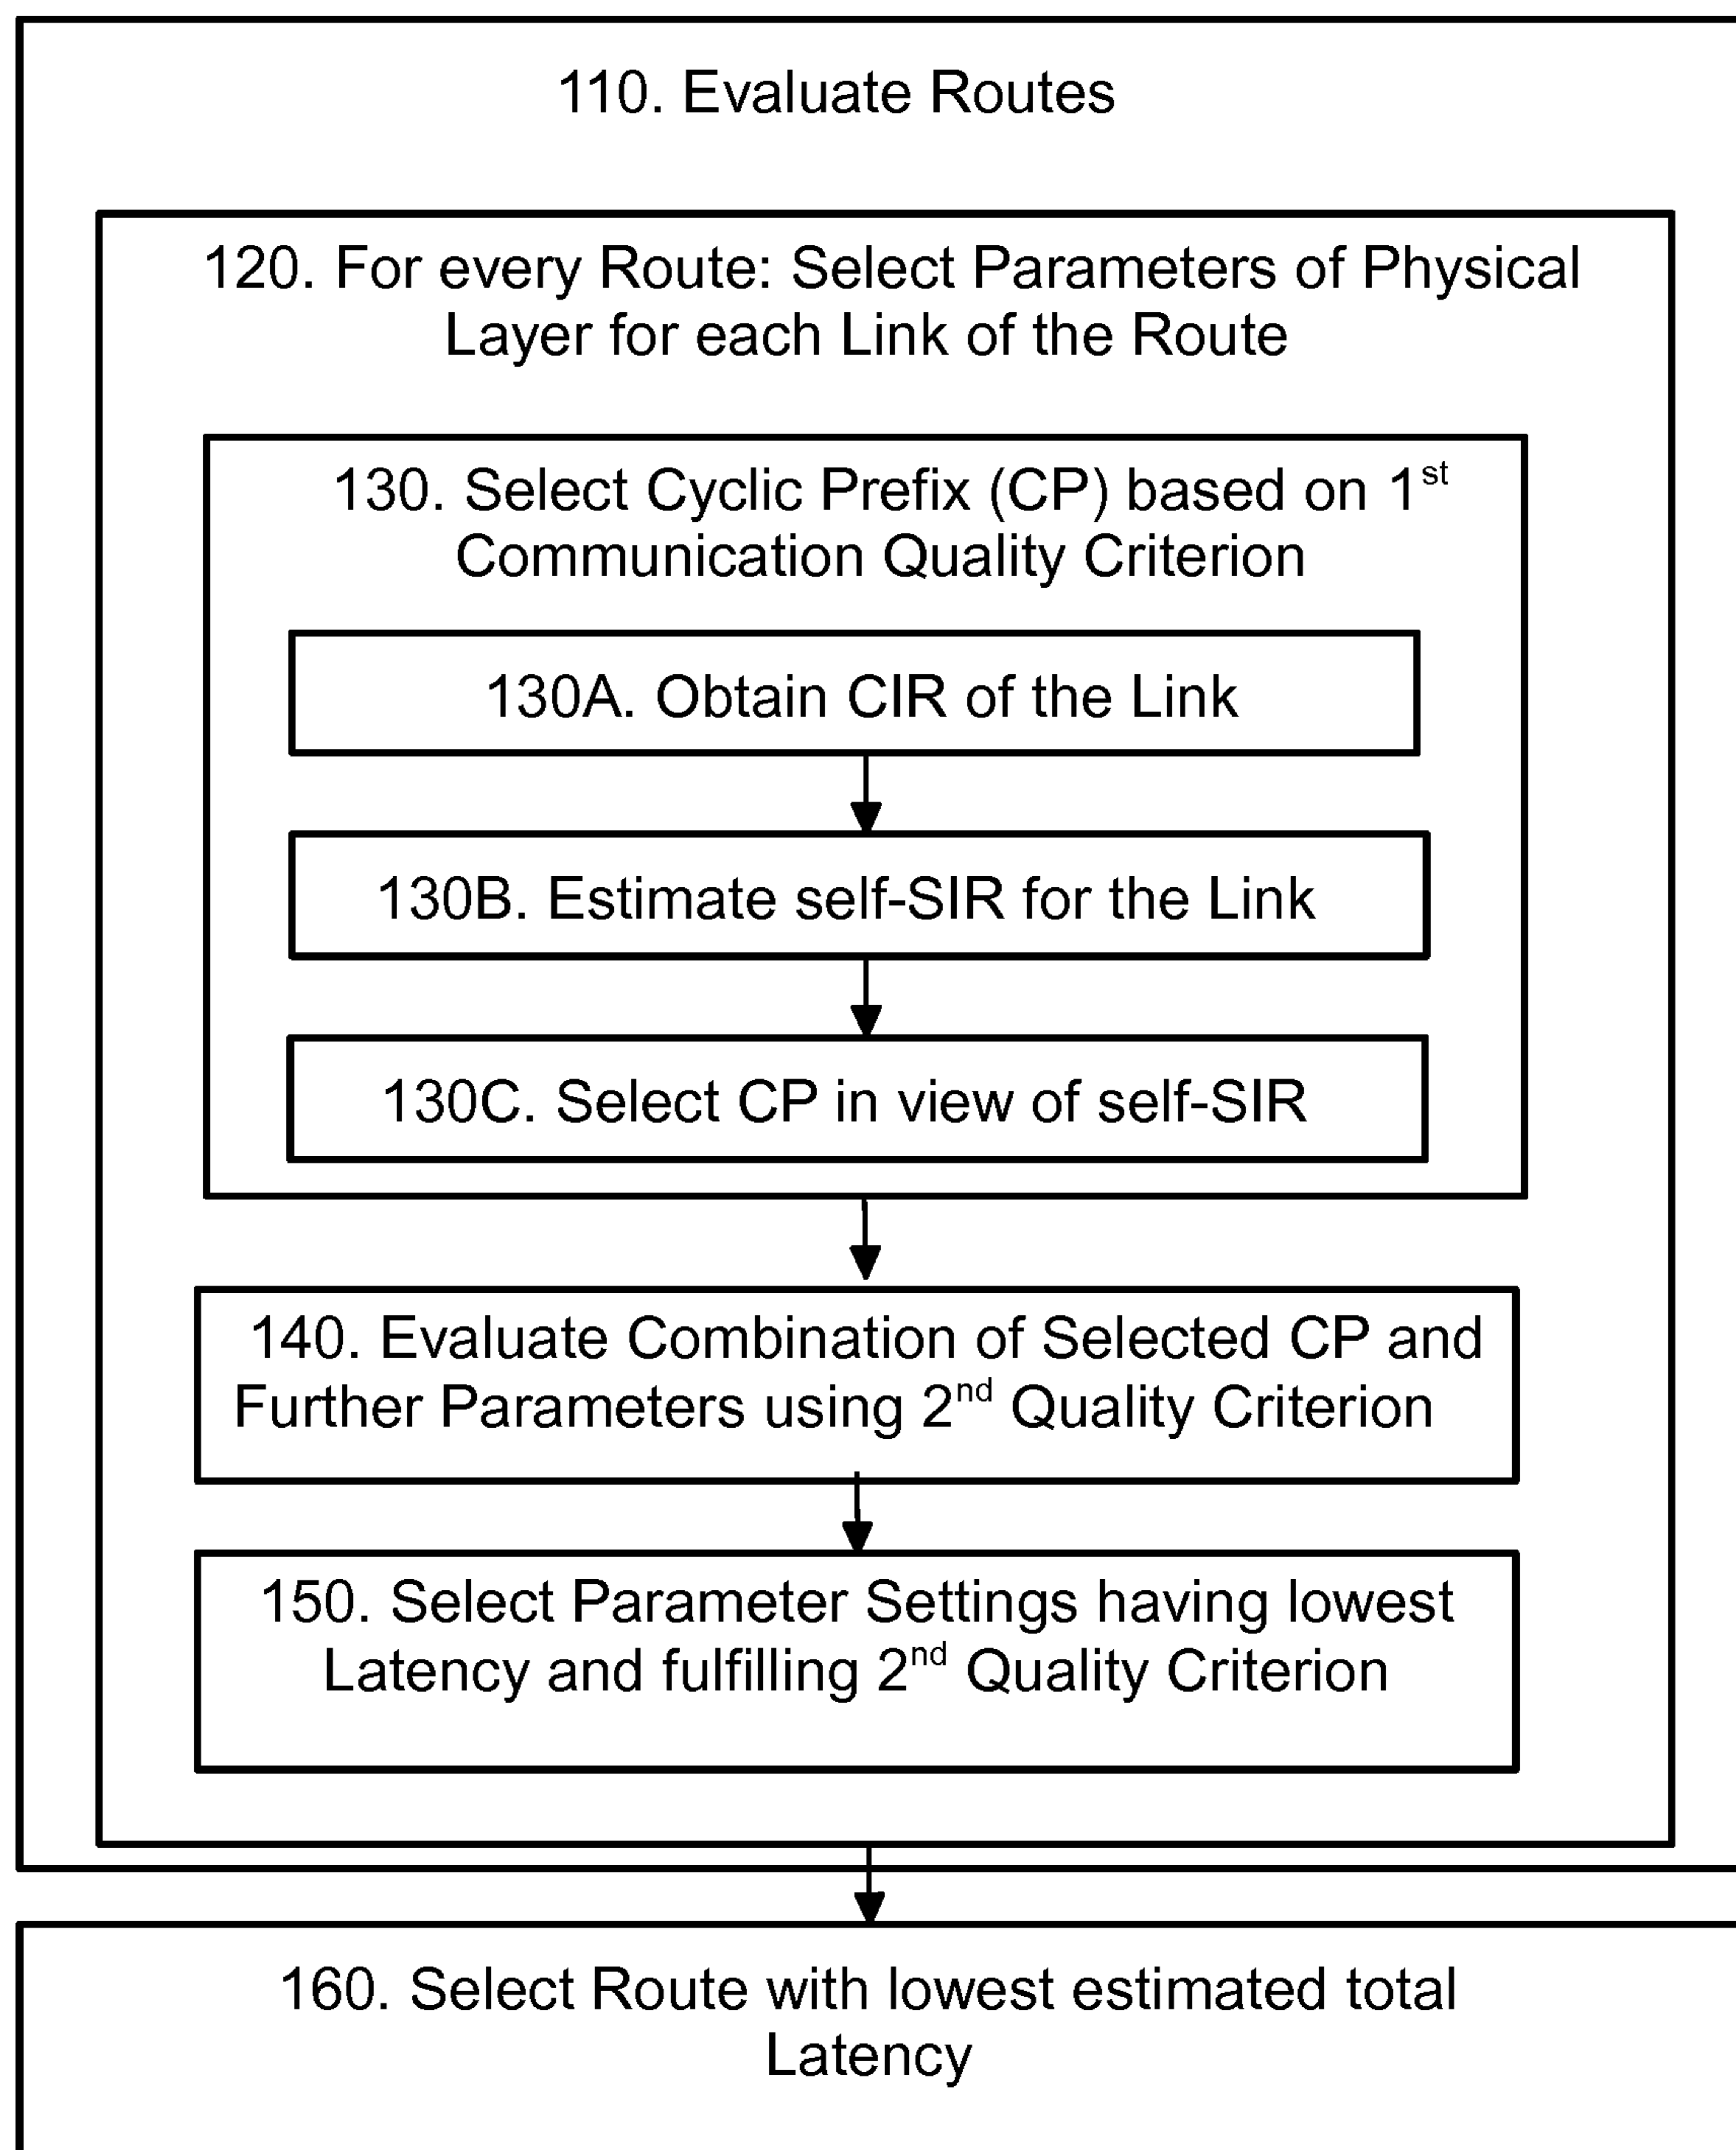 110. Evaluate Routes
120. For every Route: Select Parameters of Physical
Layer for each Link of the Route
130. Select Cyclic Prefix (CP) based on 1st
Communication Quality Criterion
130A. Obtain CIR of the Link
130B. Estimate self-SIR for the Link
130C. Select CP in view of self-SIR
140. Evaluate Combination of Selected CP and
Further Parameters using 2nd Quality Criterion
150. Select Parameter Settings having lowest
Latency and fulfilling 2nd Quality Criterion
160. Select Route with lowest estimated total
Latency